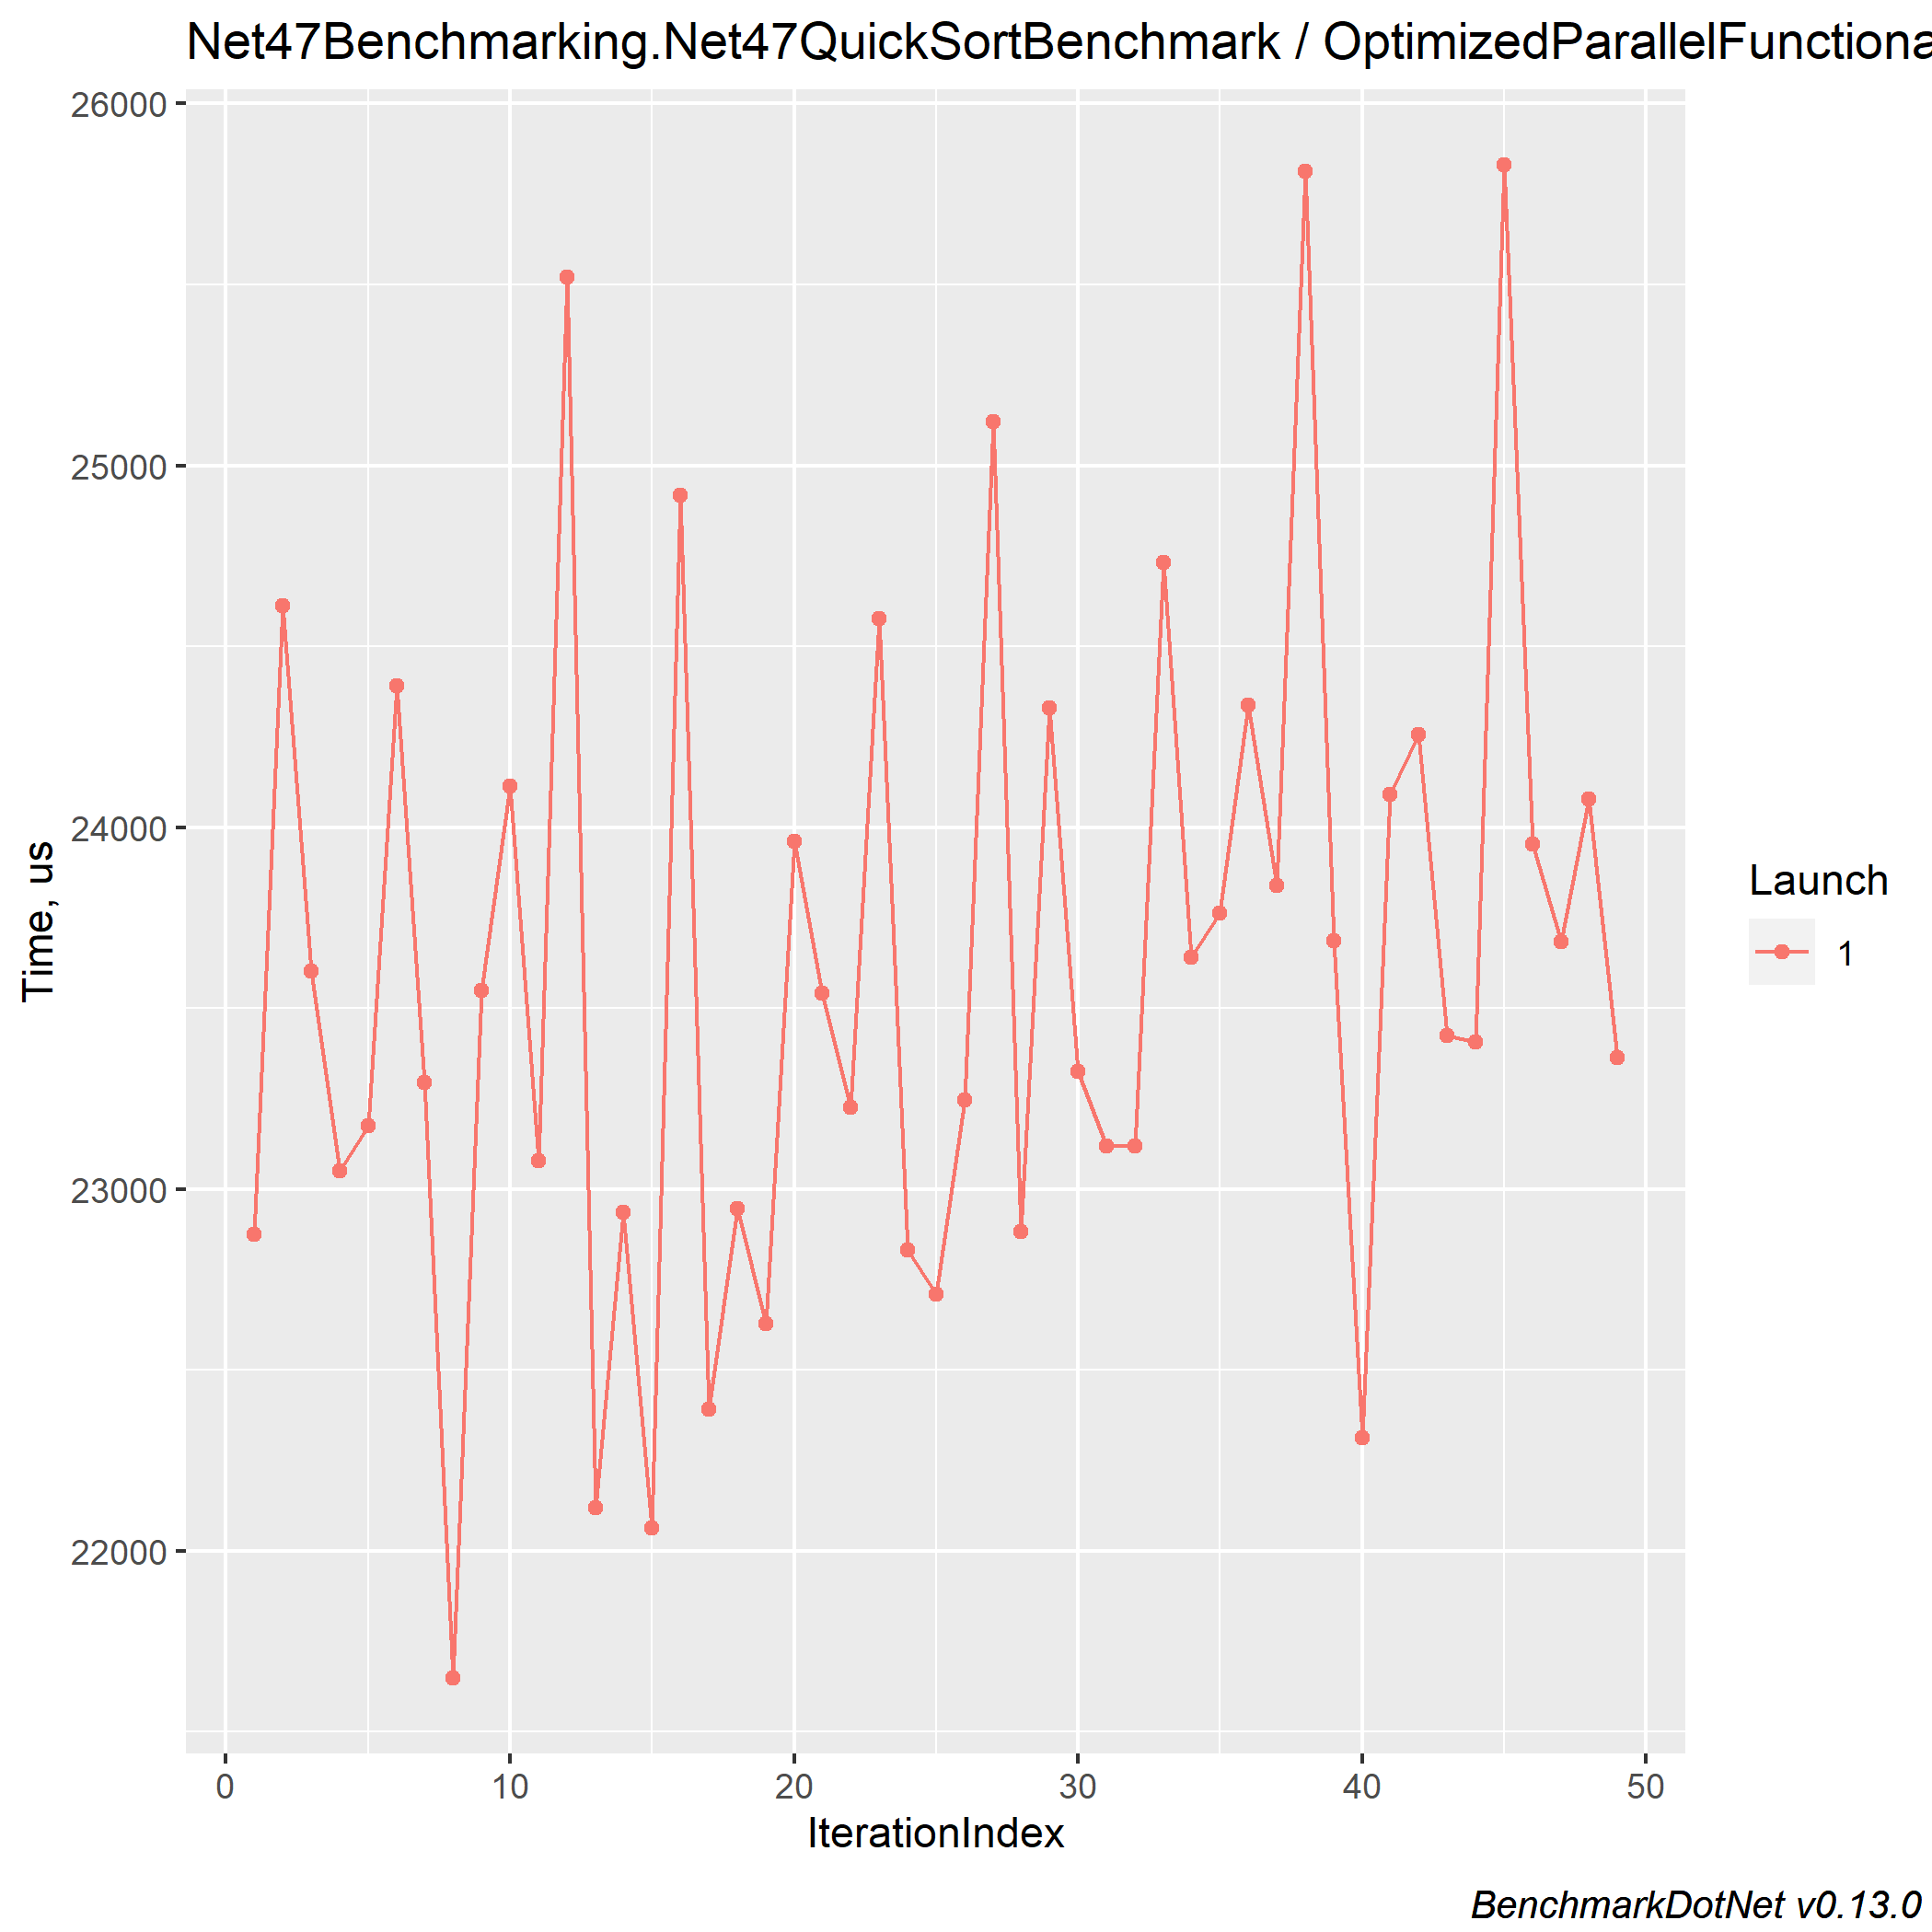 Net47Benchmarking.Net47QuickSortBenchmark / OptimizedParallelFunctiona
26000
25000
24000
23000
22000
Time, us
0 10 20 30 40 50
IterationIndex
Launch
1
BenchmarkDotNet v0.13.0